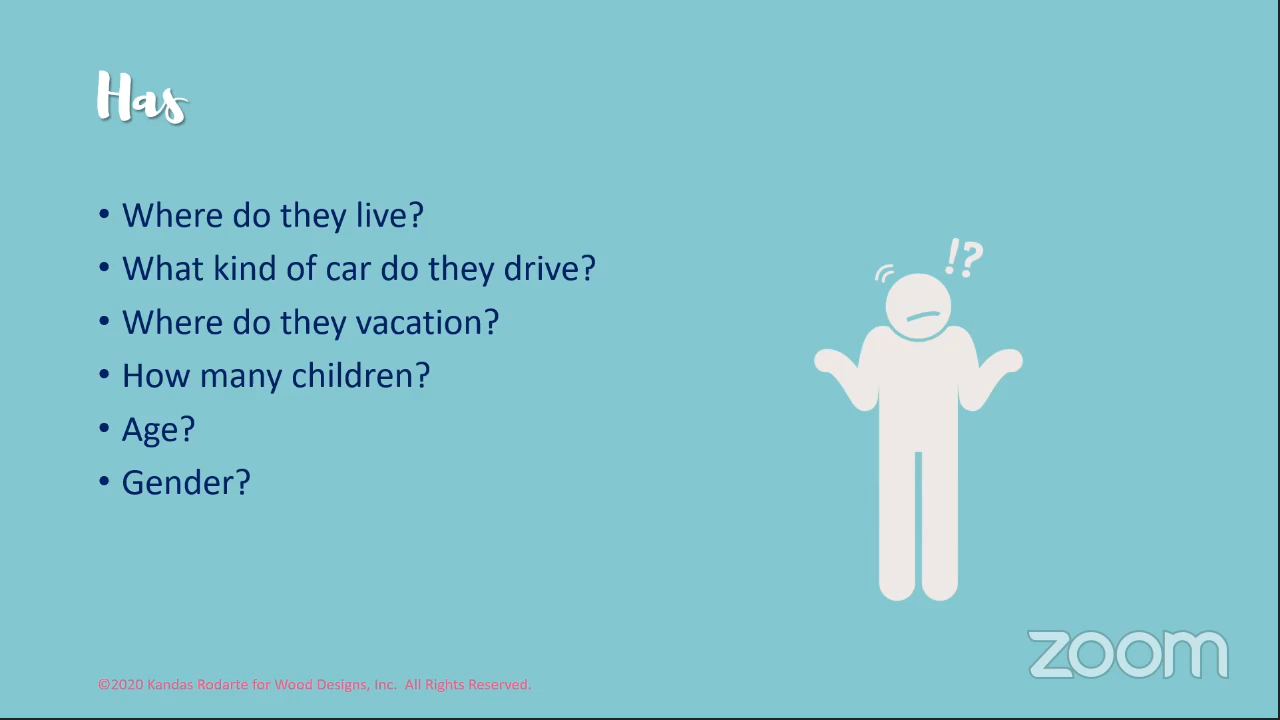 Has
• Where do they live?
• What kind of car do they drive?
• Where do they vacation?
• How many children?
• Age?
• Gender?
!?
zoom
©2020 Kandas Rodarte for Wood Designs, Inc.  All Rights Reserved.